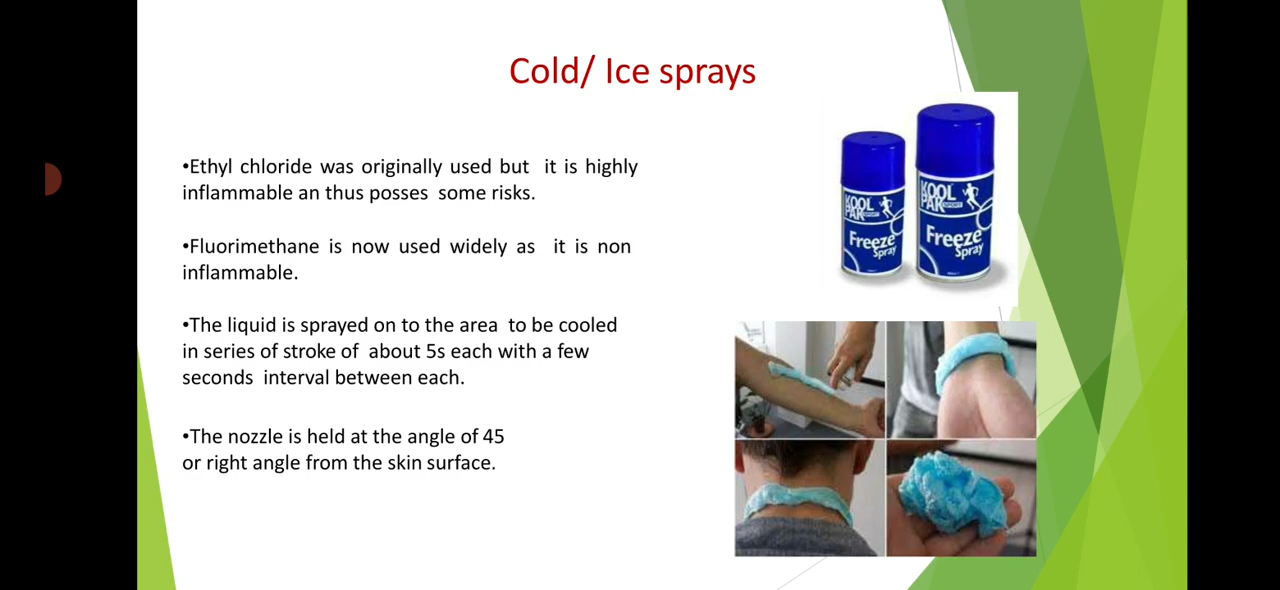 Cold/ Ice sprays
•Ethyl chloride was originally used but it is highly
inflammable an thus posses some risks.
•Fluorimethane is now used widely as it is non
inflammable.
•The liquid is sprayed on to the area to be cooled
in series of stroke of about 5s each with a few
seconds interval between each.
•The nozzle is held at the angle of 45
or right angle from the skin surface.
KOOL
PAK
SPORT
Freeze
Spray
KOOL
PAK
SPORT
Freeze
Spray